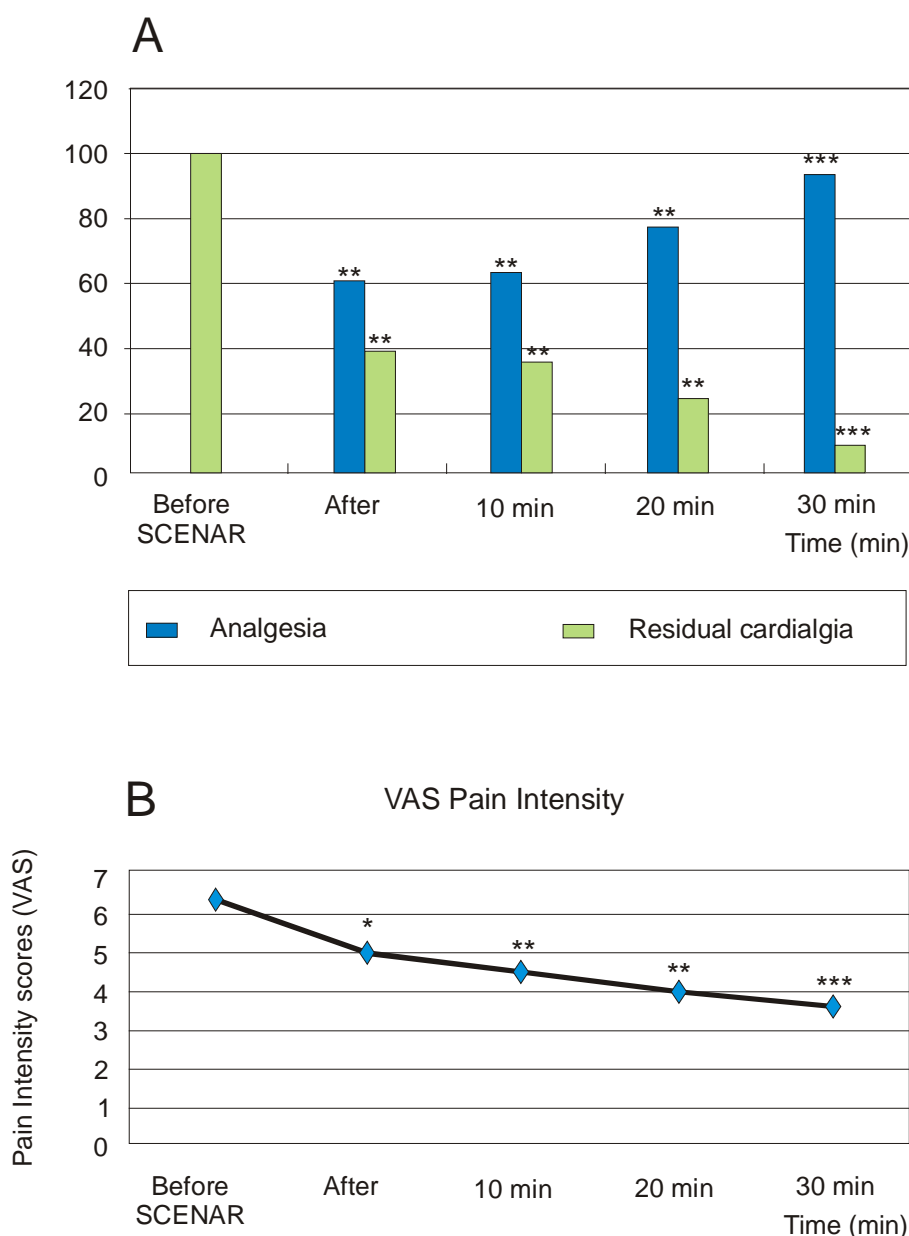 A
120
100
80
60
40
20
0
** ** ** ** ** ** *** ***
Before SCENAR
After
10 min
20 min
30 min
Time (min)
Analgesia
Residual cardialgia
B
VAS Pain Intensity
Pain Intensity scores (VAS)
7
6
5
4
3
2
1
0
* ** ** ***
Before
SCENAR
After
10 min
20 min
30 min
Time (min)